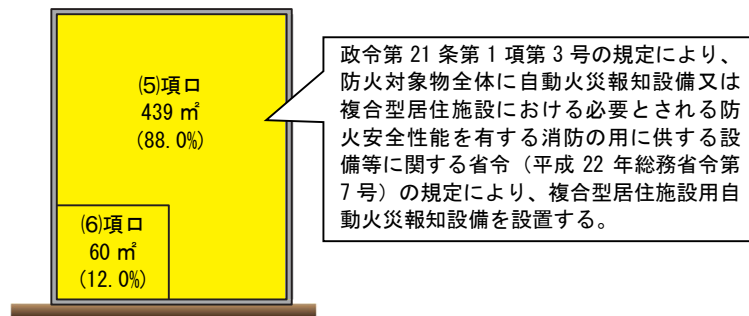 ⑸項ロ
439 ㎡
(88.0%)
⑹項ロ
60 ㎡
(12.0%)
政令第 21 条第 1 項第 3 号の規定により、
防火対象物全体に自動火災報知設備又は
複合型居住施設における必要とされる防
火安全性能を有する消防の用に供する設
備等に関する省令（平成 22 年総務省令第
7 号）の規定により、複合型居住施設用自
動火災報知設備を設置する。